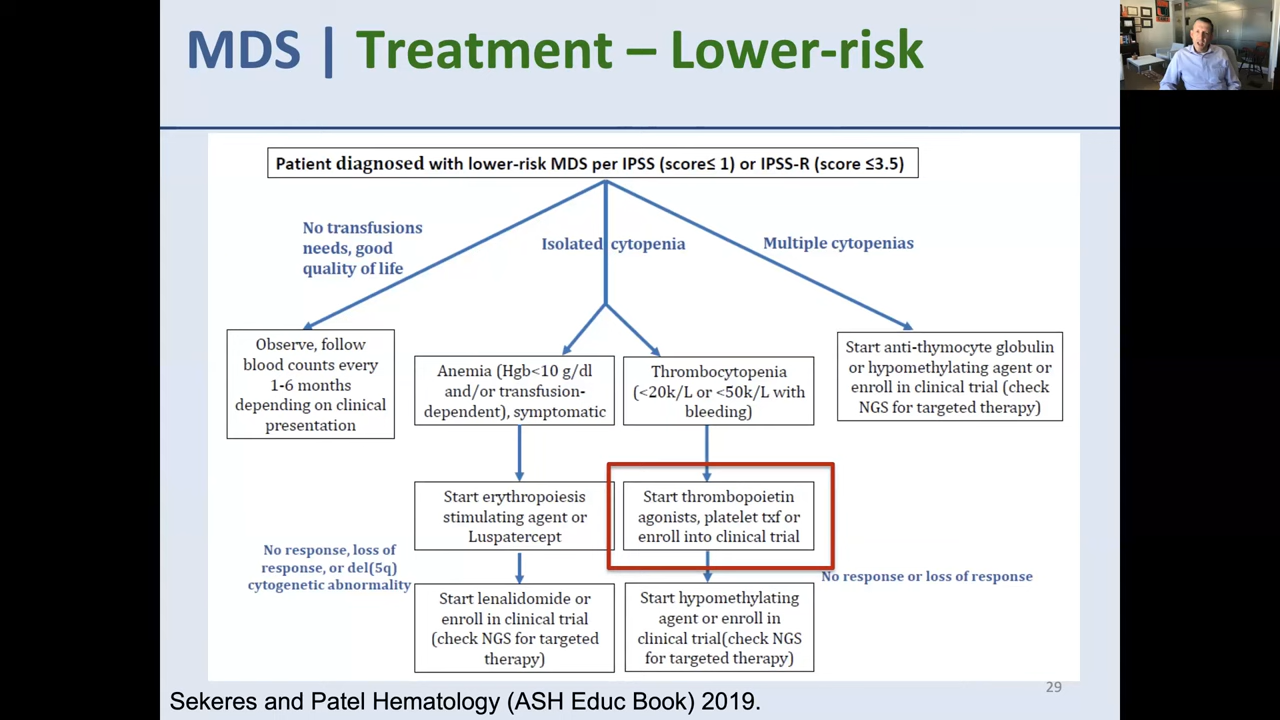 MDS | Treatment – Lower-risk
Patient diagnosed with lower-risk MDS per IPSS (score≤ 1) or IPSS-R (score ≤3.5)
No transfusions
needs, good
quality of life
Isolated cytopenia
Multiple cytopenias
Observe, follow
blood counts every
1-6 months
depending on clinical
presentation
Anemia (Hgb<10 g/dl
and/or transfusion-
dependent), symptomatic
Thrombocytopenia
(<20k/L or <50k/L with
bleeding)
Start anti-thymocyte globulin
or hypomethylating agent or
enroll in clinical trial (check
NGS for targeted therapy)
Start erythropoiesis
stimulating agent or
Luspatercept
Start thrombopoietin
agonists, platelet txf or
enroll into clinical trial
No response, loss of
response, or del(5q)
cytogenetic abnormality
No response or loss of response
Start lenalidomide or
enroll in clinical trial
(check NGS for targeted
therapy)
Start hypomethylating
agent or enroll in
clinical trial(check NGS
for targeted therapy)
29
Sekeres and Patel Hematology (ASH Educ Book) 2019.